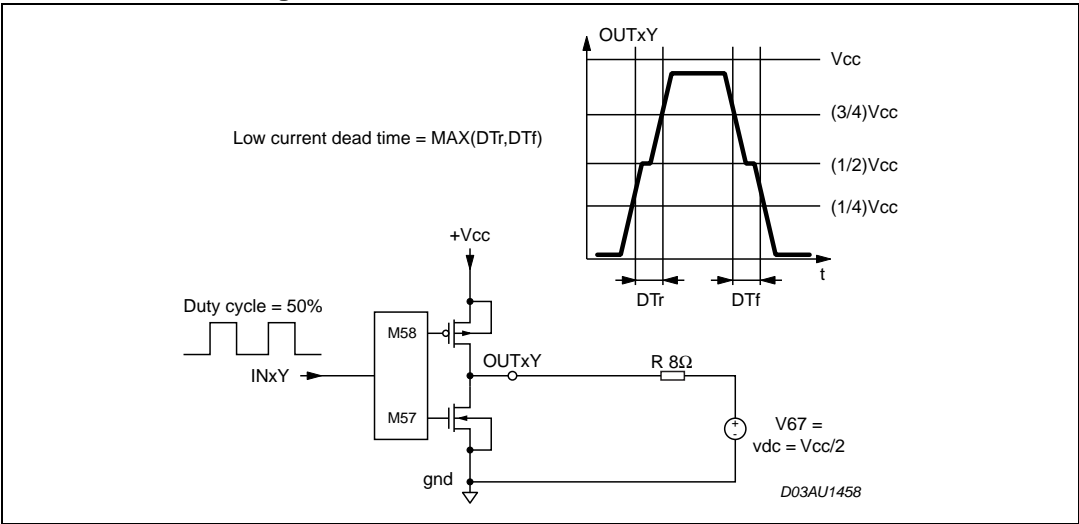 OUTxY
Vcc
(3/4)Vcc
Low current dead time = MAX(DTr,DTf)
(1/2)Vcc
(1/4)Vcc
+Vcc
t
DTr
DTf
Duty cycle = 50%
M58
OUTxY
R 8Ω
INxY
M57
+
-
V67 =
vdc = Vcc/2
gnd
D03AU1458